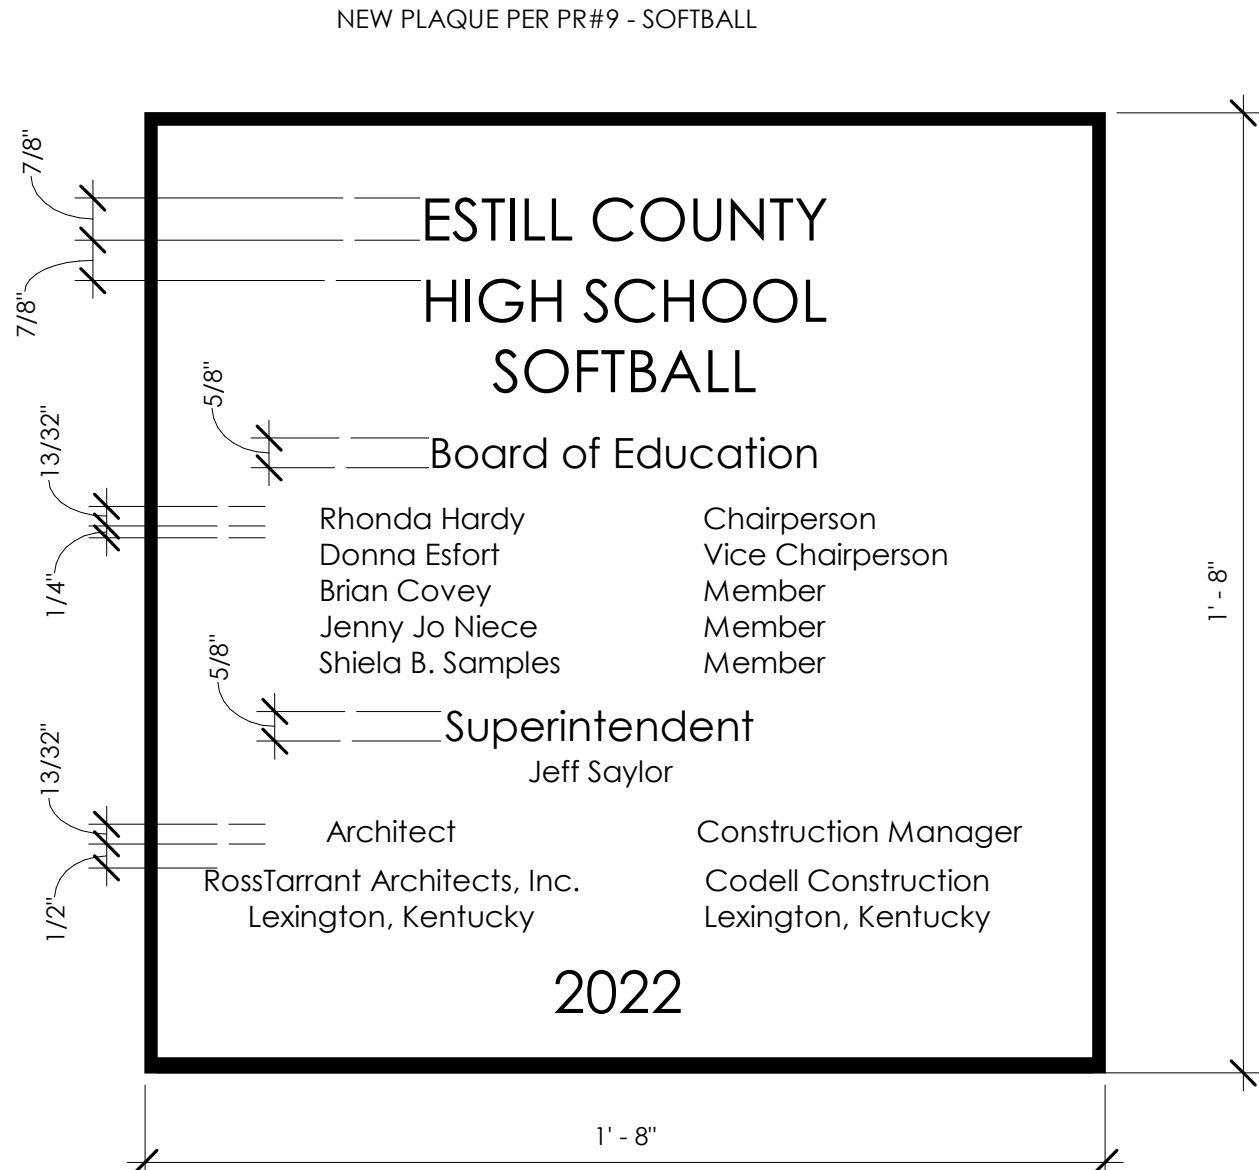 NEW PLAQUE PER PR#9 - SOFTBALL
7/8"
ESTILL COUNTY
7/8"
HIGH SCHOOL
SOFTBALL
5/8"
Board of Education
13/32"
Rhonda Hardy Chairperson
Donna Esfort Vice Chairperson
1/4"
Brian Covey Member
1' - 8"
Jenny Jo Niece Member
Shiela B. Samples Member
5/8"
Superintendent
Jeff Saylor
13/32"
Architect Construction Manager
1/2"
RossTarrant Architects, Inc. Codell Construction
Lexington, Kentucky Lexington, Kentucky
2022
1' - 8"